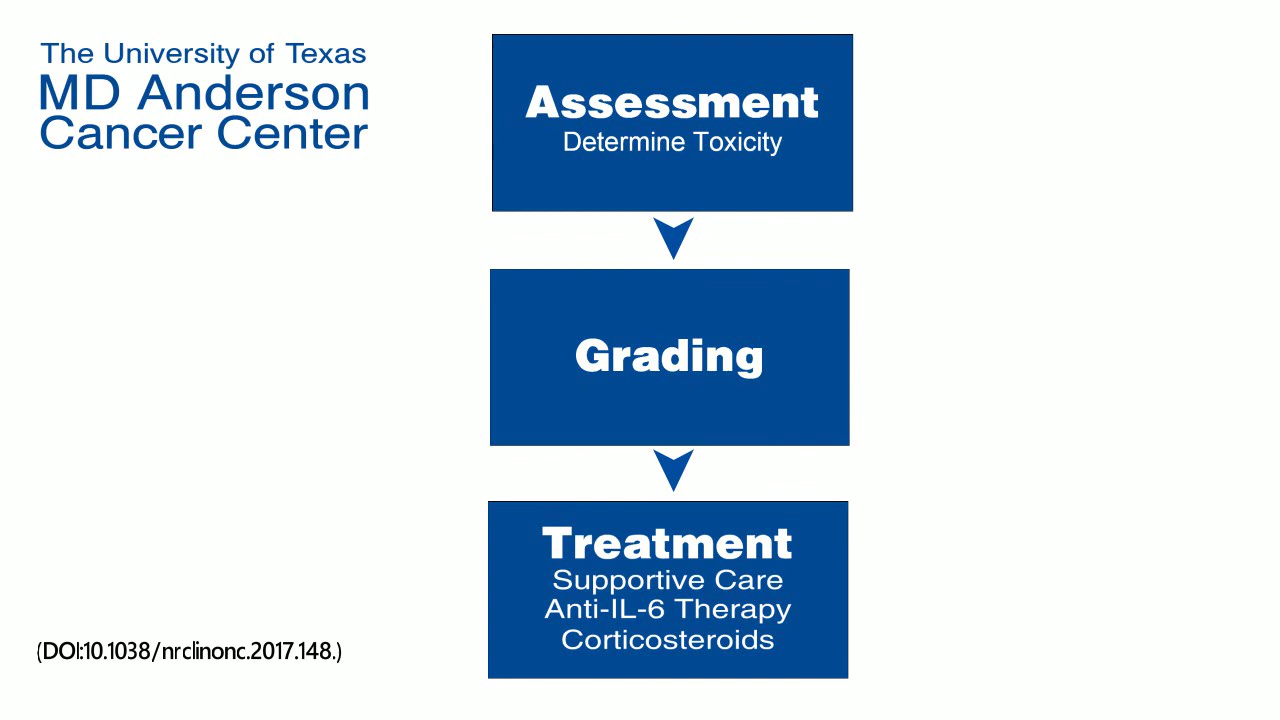 The University of Texas
MD Anderson
Cancer Center
Assessment
Determine Toxicity
Grading
Treatment
Supportive Care
Anti-IL-6 Therapy
Corticosteroids
(DOI:10.1038/nrclinonc.2017.148.)